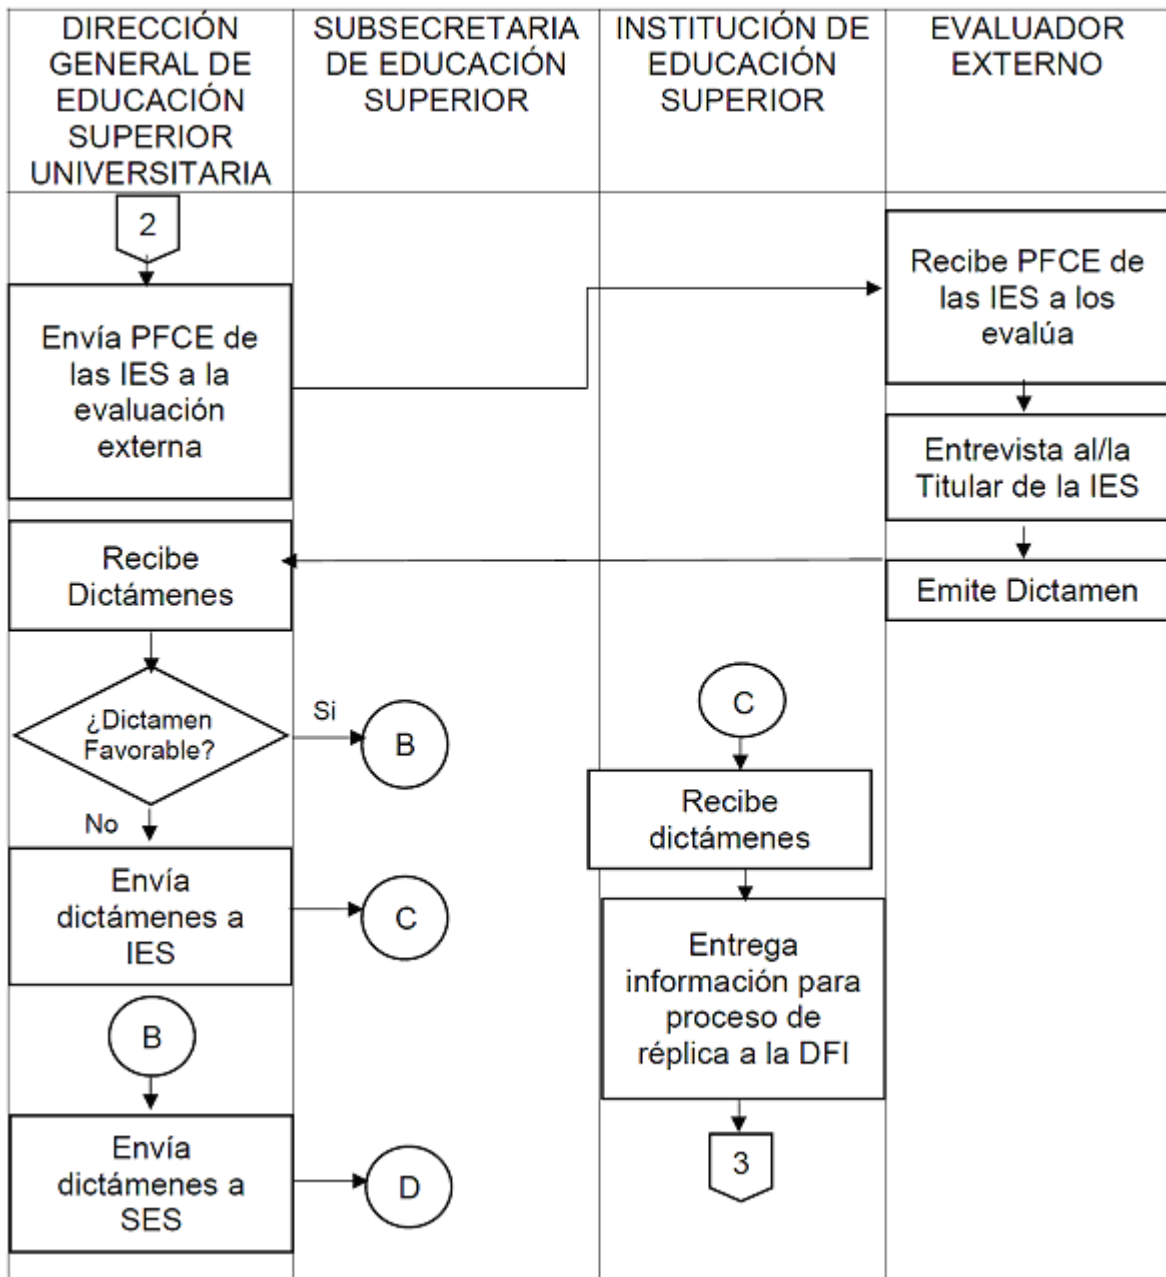 DIRECCIÓN
GENERAL DE
EDUCACIÓN
SUPERIOR
UNIVERSITARIA
SUBSECRETARIA
DE EDUCACIÓN
SUPERIOR
INSTITUCIÓN DE
EDUCACIÓN
SUPERIOR
EVALUADOR
EXTERNO
2
Envía PFCE de
las IES a la
evaluación
externa
Recibe PFCE de
las IES a los
evalúa
Entrevista al/la
Titular de la IES
Emite Dictamen
Recibe
Dictámenes
¿Dictamen
Favorable?
Si
B
No
Envía
dictámenes a
IES
C
B
Envía
dictámenes a
SES
D
C
Recibe
dictámenes
Entrega
información para
proceso de
réplica a la DFI
3